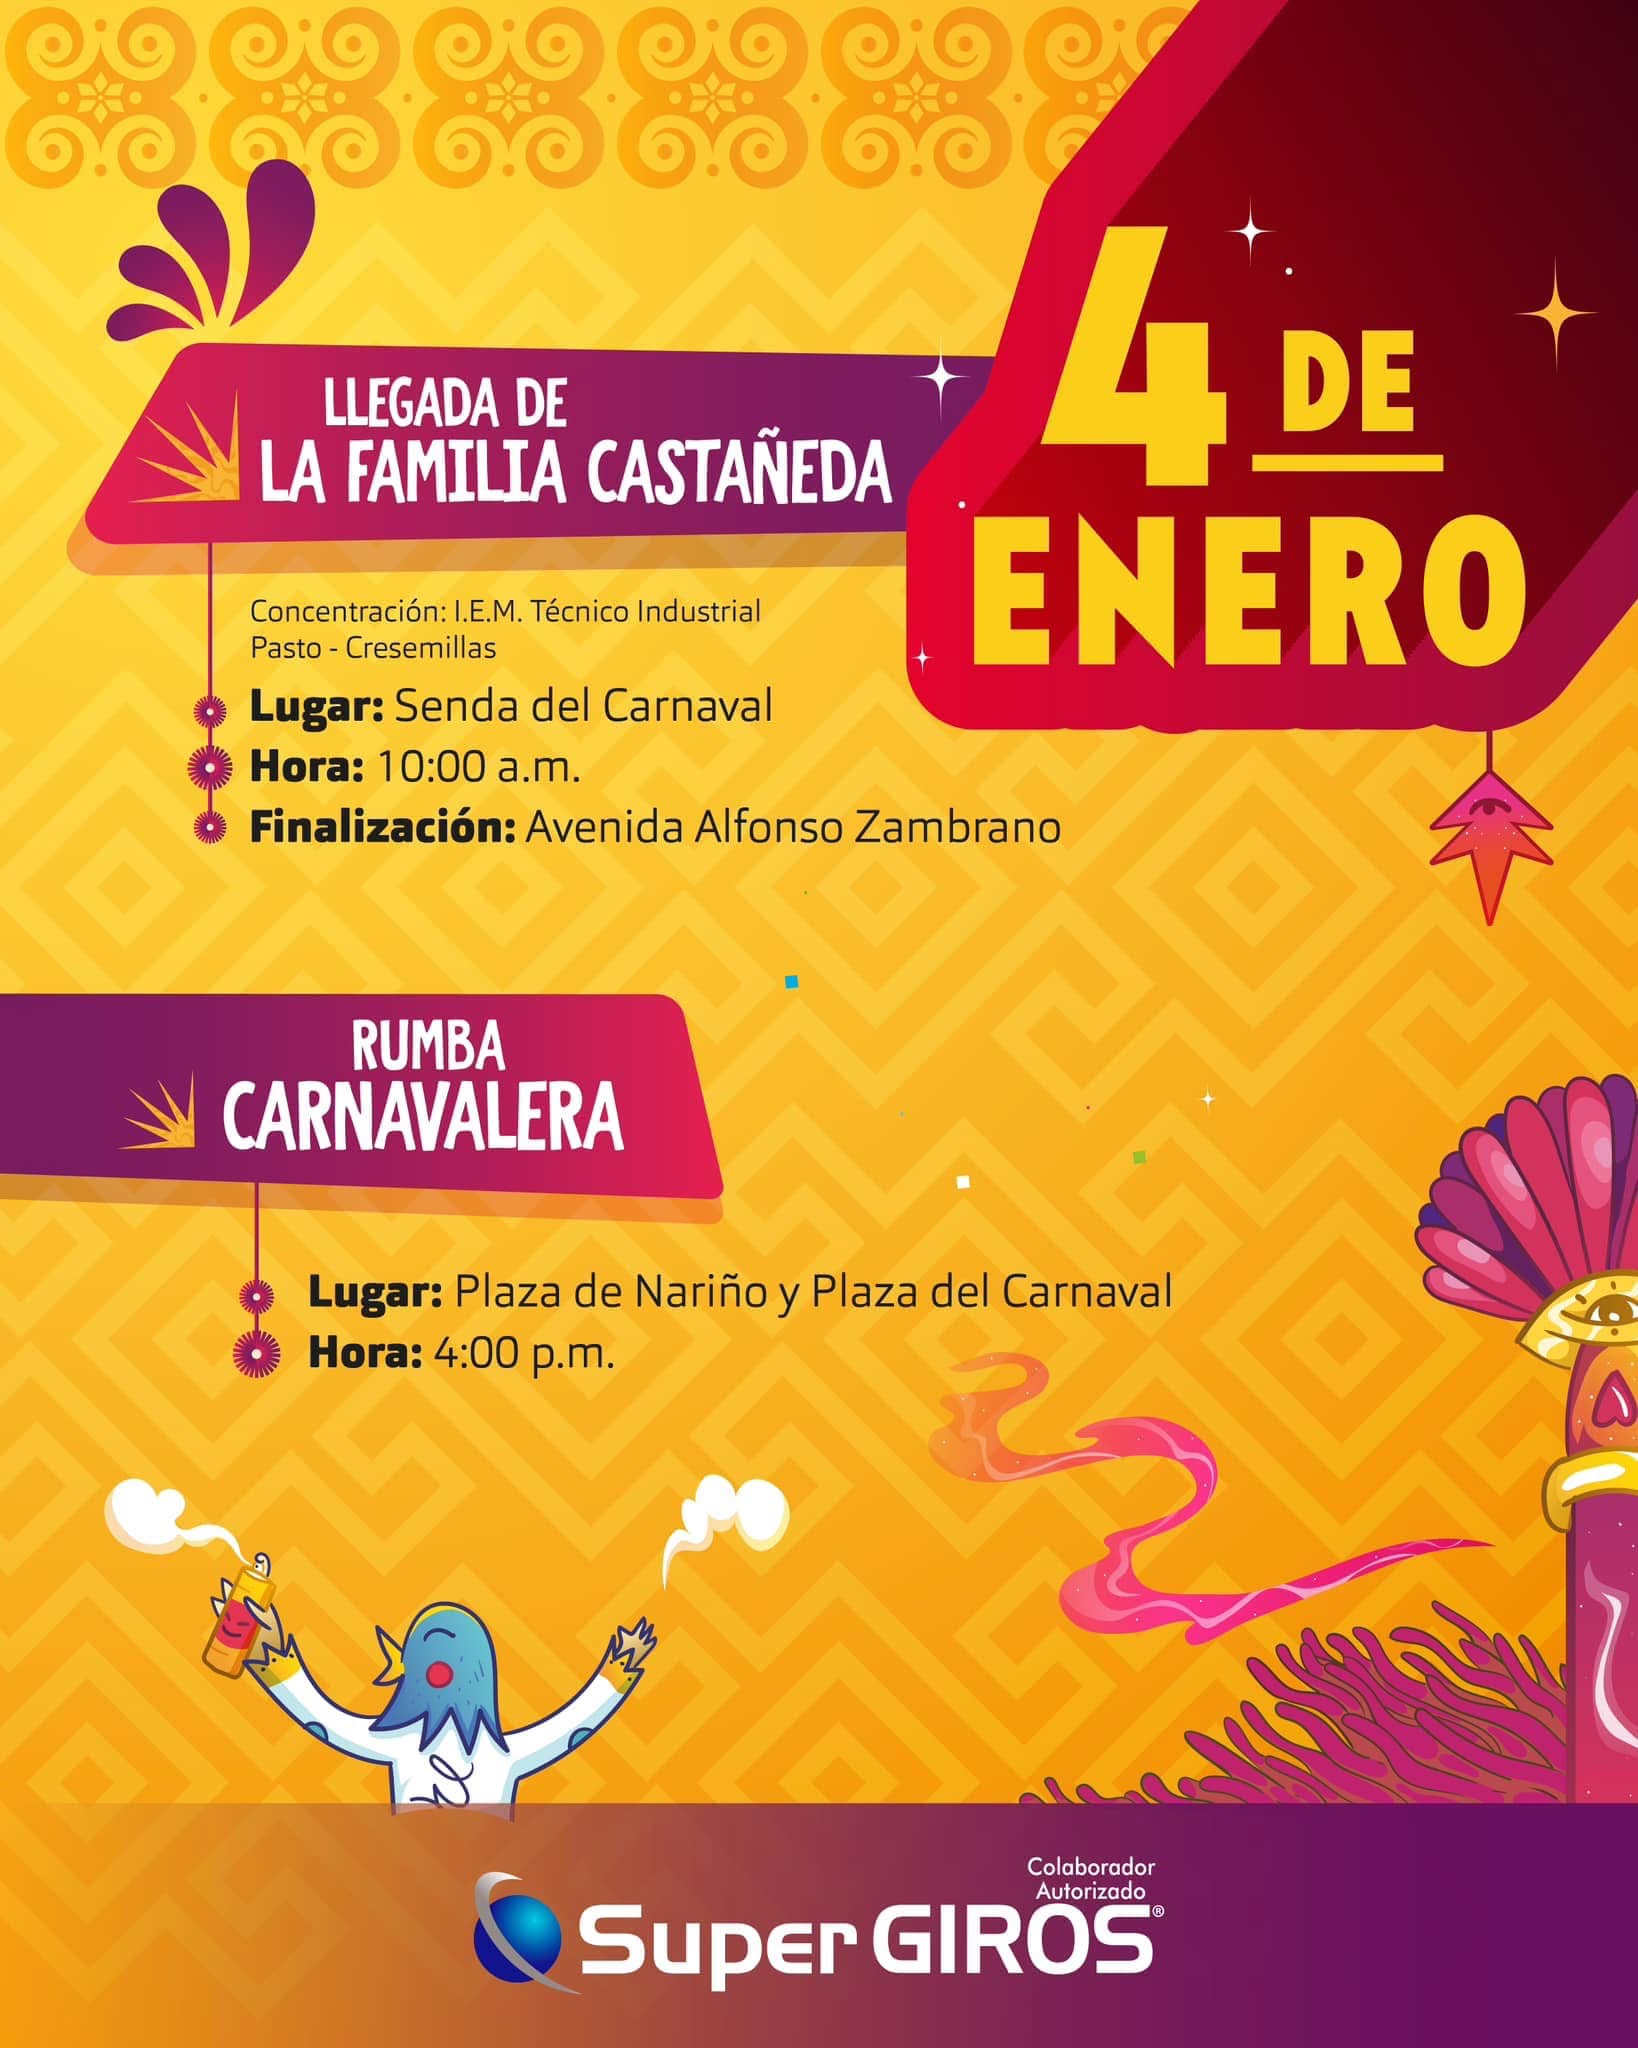 4 DE
ENERO
LLEGADA DE
LA FAMILIA CASTAÑEDA
Concentración: I.E.M. Técnico Industrial
Pasto - Cresemillas
Lugar: Senda del Carnaval
Hora: 10:00 a.m.
Finalización: Avenida Alfonso Zambrano
RUMBA
CARNAVALERA
Lugar: Plaza de Nariño y Plaza del Carnaval
Hora: 4:00 p.m.
Colaborador
Autorizado
SuperGIROS®